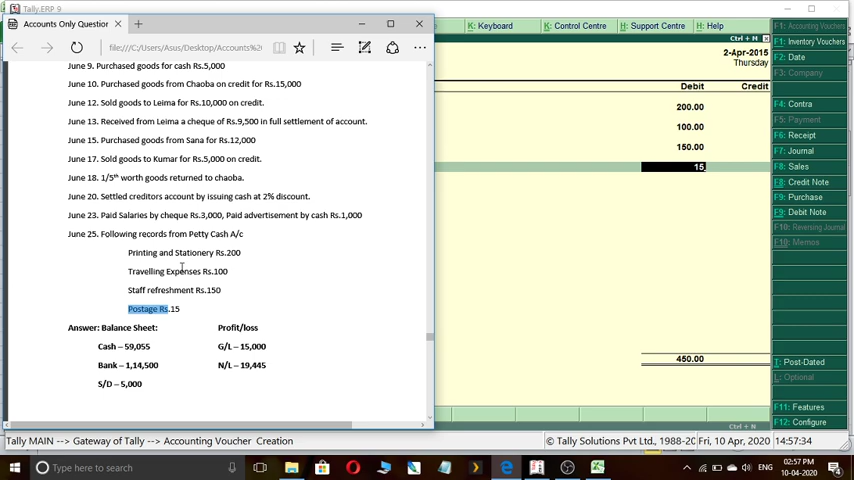 Tally.ERP 9
Accounts Only Question
file:///C:/Users/Asus/Desktop/Accounts%20
June 9. Purchased goods for cash Rs.5,000
June 10. Purchased goods from Chaoba on credit for Rs.15,000
June 12. Sold goods to Leima for Rs.10,000 on credit.
June 13. Received from Leima a cheque of Rs.9,500 in full settlement of account.
June 15. Purchased goods from Sana for Rs.12,000
June 17. Sold goods to Kumar for Rs.5,000 on credit.
June 18. 1/5th worth goods returned to chaoba.
June 20. Settled creditors account by issuing cash at 2% discount.
June 23. Paid Salaries by cheque Rs.3,000, Paid advertisement by cash Rs.1,000
June 25. Following records from Petty Cash A/c
Printing and Stationery Rs.200
Travelling Expenses Rs.100
Staff refreshment Rs.150
Postage Rs.15
Answer: Balance Sheet: Profit/loss
Cash – 59,055 G/L – 15,000
Bank – 1,14,500 N/L – 19,445
S/D – 5,000
K: Keyboard K: Control Centre H: Support Centre H: Help
Ctrl + N
2-Apr-2015
Thursday
Debit Credit
200.00
100.00
150.00
15
450.00
Ctrl + N
F1: Accounting Vouchers
F1: Inventory Vouchers
F2: Date
F3: Company
F4: Contra
F5: Payment
F6: Receipt
F7: Journal
F8: Sales
F8: Credit Note
F9: Purchase
F9: Debit Note
F10: Reversing Journal
F10: Memos
T: Post-Dated
L: Optional
F11: Features
F12: Configure
Tally MAIN --> Gateway of Tally --> Accounting Voucher Creation
© Tally Solutions Pvt Ltd., 1988-20 Fri, 10 Apr, 2020 14:57:34
Type here to search
ENG
02:57 PM
10-04-2020
4